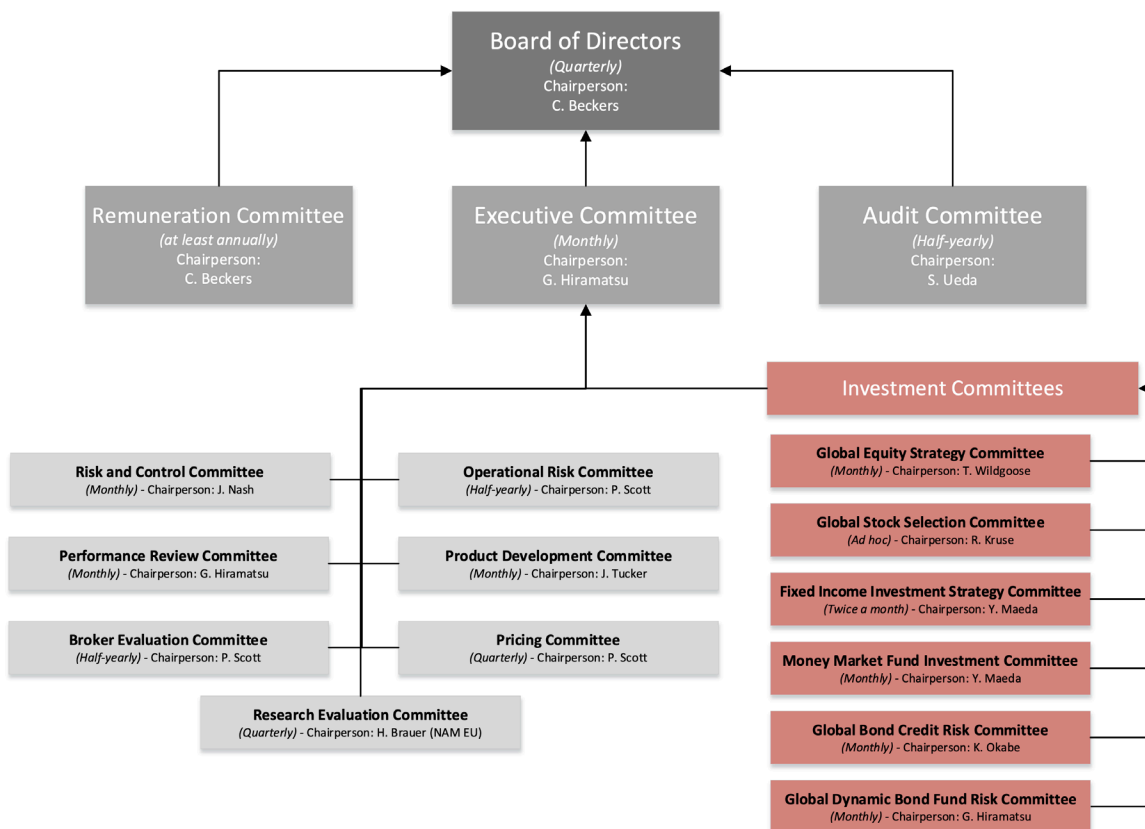 Board of Directors
(Quarterly)
Chairperson:
C. Beckers
Remuneration Committee
(at least annually)
Chairperson:
C. Beckers
Executive Committee
(Monthly)
Chairperson:
G. Hiramatsu
Audit Committee
(Half-yearly)
Chairperson:
S. Ueda
Investment Committees
Risk and Control Committee
(Monthly) - Chairperson: J. Nash
Operational Risk Committee
(Half-yearly) - Chairperson: P. Scott
Performance Review Committee
(Monthly) - Chairperson: G. Hiramatsu
Product Development Committee
(Monthly) - Chairperson: J. Tucker
Broker Evaluation Committee
(Half-yearly) - Chairperson: P. Scott
Pricing Committee
(Quarterly) - Chairperson: P. Scott
Research Evaluation Committee
(Quarterly) - Chairperson: H. Brauer (NAM EU)
Global Equity Strategy Committee
(Monthly) - Chairperson: T. Wildgoose
Global Stock Selection Committee
(Ad hoc) - Chairperson: R. Kruse
Fixed Income Investment Strategy Committee
(Twice a month) - Chairperson: Y. Maeda
Money Market Fund Investment Committee
(Monthly) - Chairperson: Y. Maeda
Global Bond Credit Risk Committee
(Monthly) - Chairperson: K. Okabe
Global Dynamic Bond Fund Risk Committee
(Monthly) - Chairperson: G. Hiramatsu